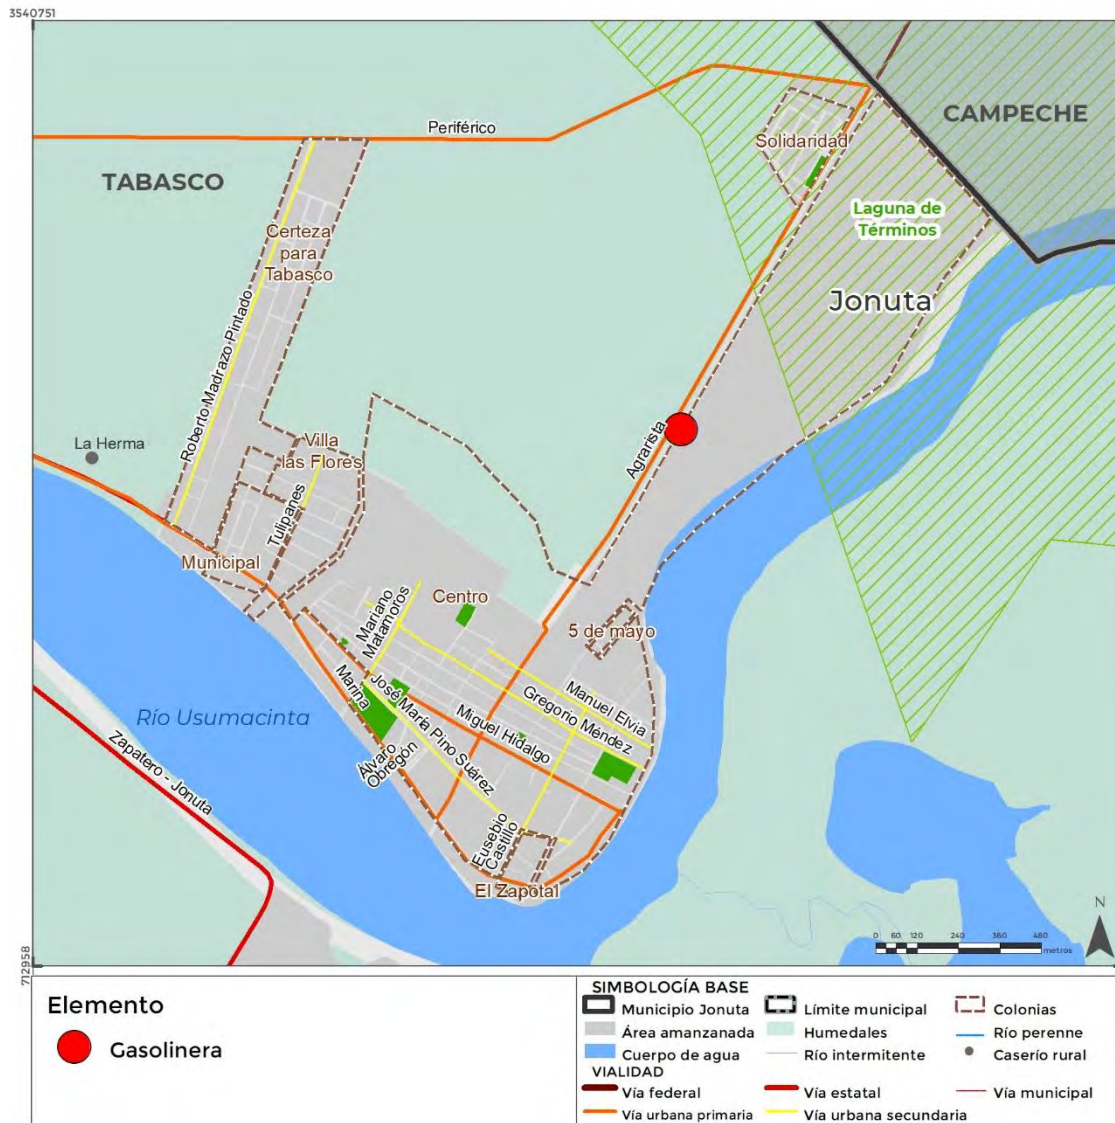 3540751
CAMPECHE
Periférico
Solidaridad
TABASCO
Laguna de
Términos
Certeza
para
Tabasco
Jonuta
Roberto Madrazo Pintado
La Herma
Villa
las Flores
Agrarista
Tulipanes
Municipal
Mariano
Matamoros
Centro
5 de mayo
Marina
José María Pino Suárez
Manuel Elvia
Gregorio Méndez
Miguel Hidalgo
Río Usumacinta
Álvaro
Obregón
Zapatero - Jonuta
Eusebio
Castillo
El Zapotal
N
0 60 120 240 360 480
metros
712958
Elemento
Gasolinera
SIMBOLOGÍA BASE
Municipio Jonuta Límite municipal Colonias
Área amanzanada Humedales Río perenne
Cuerpo de agua Río intermitente Caserío rural
VIALIDAD
Vía federal Vía estatal Vía municipal
Vía urbana primaria Vía urbana secundaria